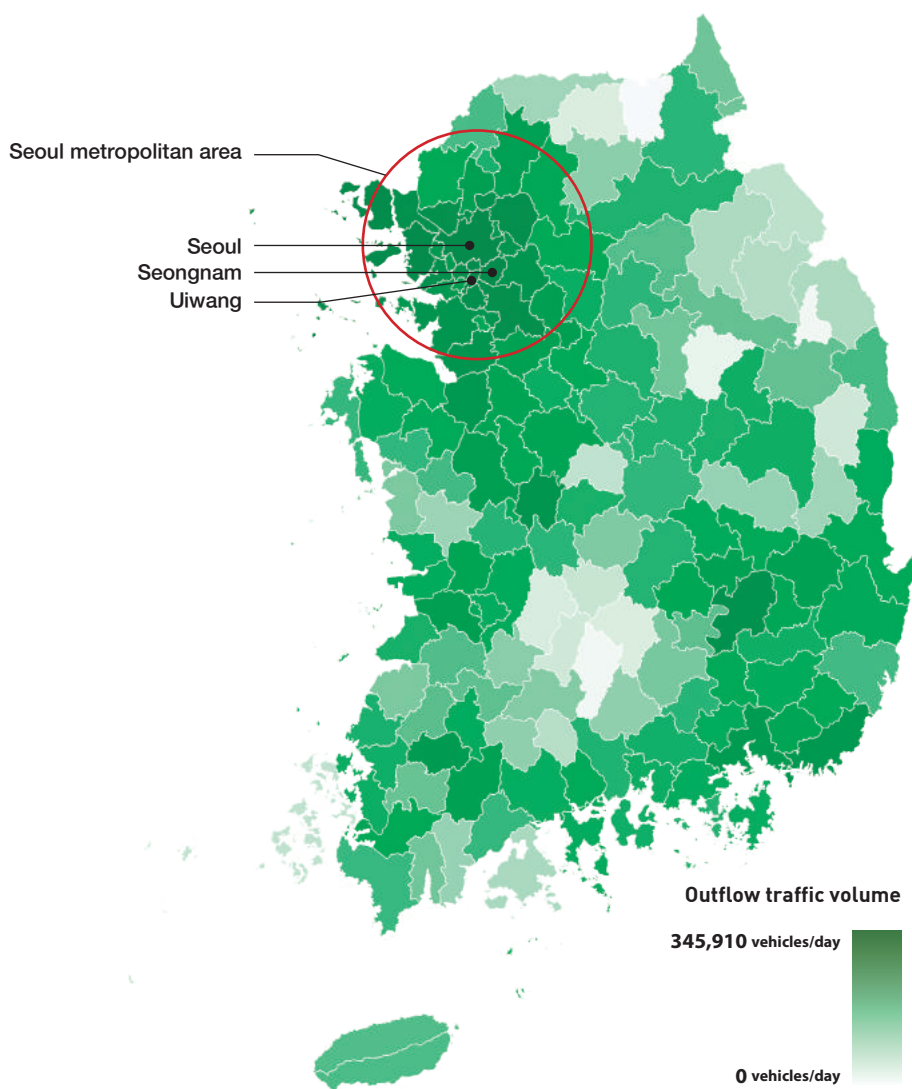 Seoul metropolitan area
Seoul
Seongnam
Uiwang
Outflow traffic volume
345,910 vehicles/day
0 vehicles/day